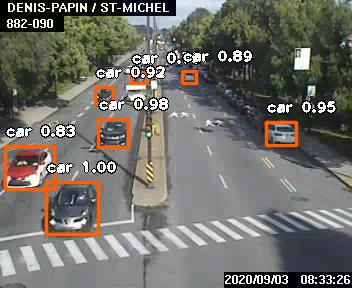 DENIS-PAPIN / ST-MICHEL
882-090
car 0.89
car 0.92
car 0.98
car 0.95
car 0.83
car 1.00
2020/09/03 08:33:26